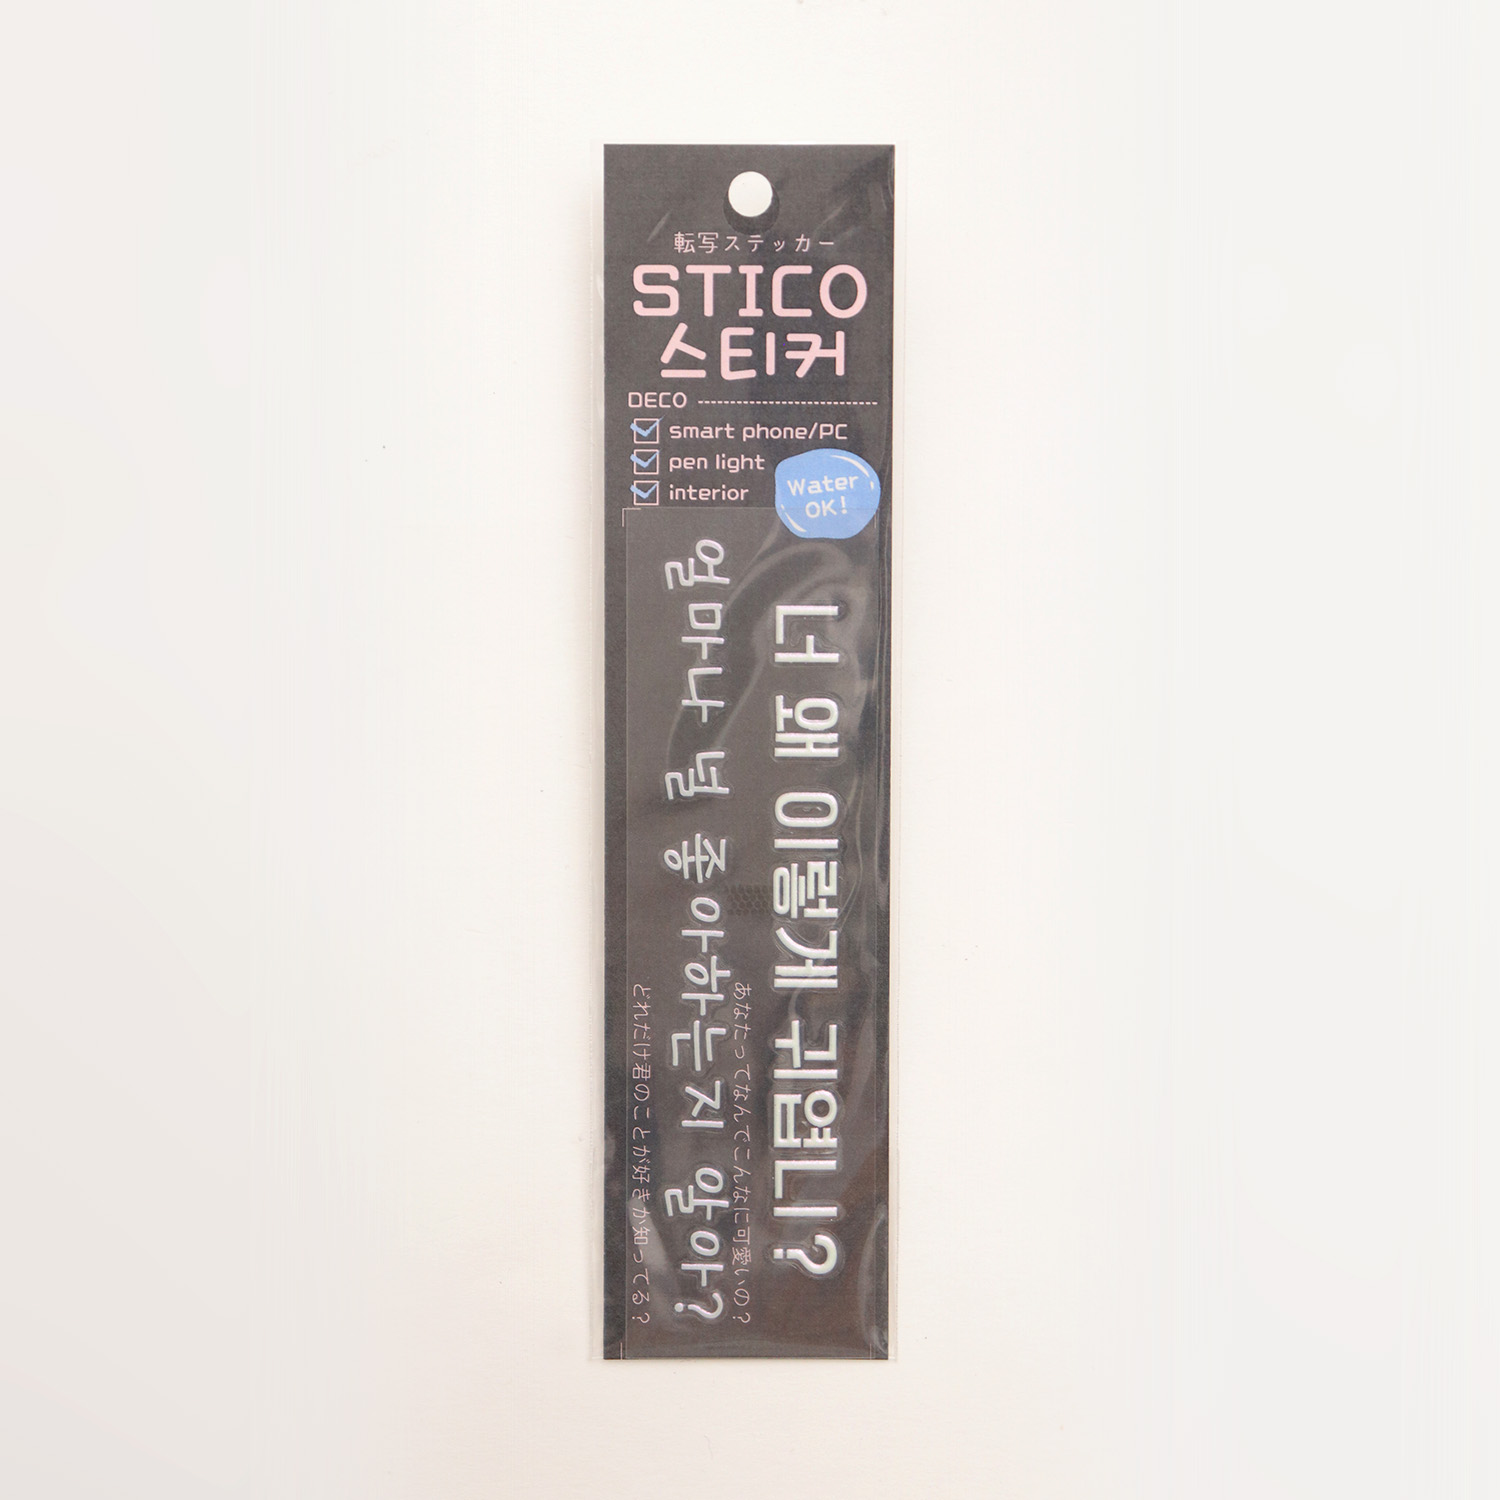 転写ステッカー
STICO
스티커
DECO
smart phone/PC
pen light
interior
Water
OK!
너 왜 이렇게 귀엽니?
あなたってなんでこんなに可愛いの?
얼마나 널 좋아하는지 알아?
どれだけ君のことが好きか知ってる?